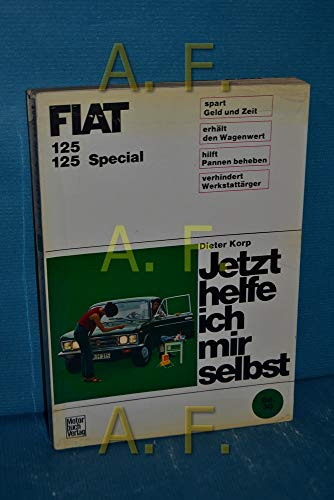 A. F.
FIAT
125
125 Special
spart
Geld und Zeit
erhält
den Wagenwert
hilft
Pannen beheben
verhindert
Werkstattärger
A. F.
Dieter Korp
Jetzt
helfe
ich
mir
selbst
A. F.
Motor
buch
Verlag
A. F.